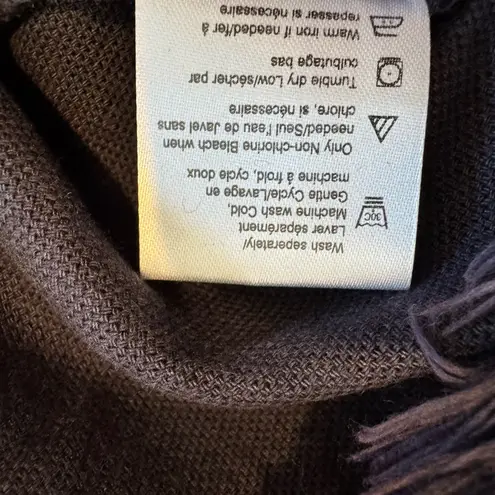 Wash seperately/
Laver séparément
Machine wash Cold,
Gentle Cycle/Lavage en
machine á froid, cycle doux
30C
Only Non-chlorine Bleach when
needed/Seul l'eau de Javel sans
chlore, si nécessaire
Tumble dry Low/sécher par
culbutage bas
Warm iron if needed/fer á
repasser si nécessaire